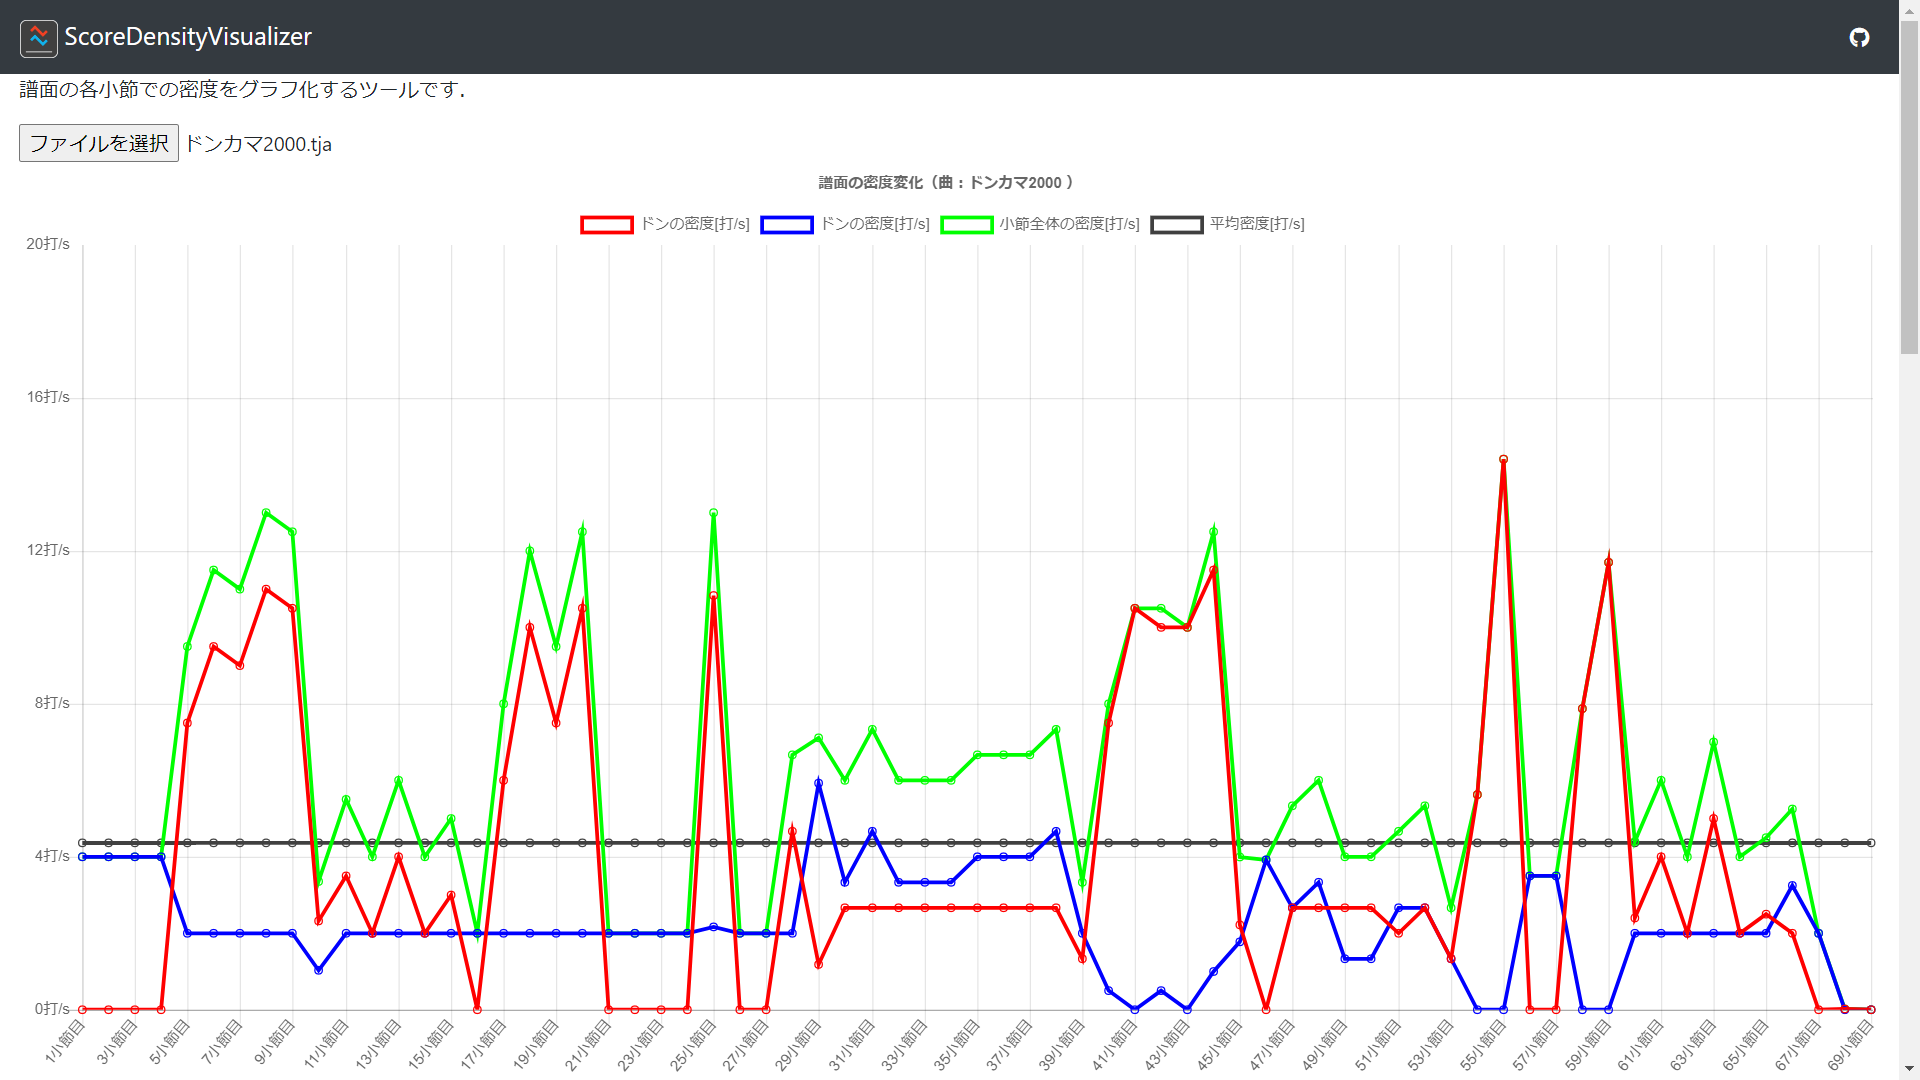 ScoreDensityVisualizer
譜面の各小節での密度をグラフ化するツールです.
ファイルを選択 ドンカマ2000.tja
譜面の密度変化（曲：ドンカマ2000 ）
ドンの密度[打/s] ドンの密度[打/s] 小節全体の密度[打/s] 平均密度[打/s]
20打/s
16打/s
12打/s
8打/s
4打/s
0打/s
1小節目 3小節目 5小節目 7小節目 9小節目 11小節目 13小節目 15小節目 17小節目 19小節目 21小節目 23小節目 25小節目 27小節目 29小節目 31小節目 33小節目 35小節目 37小節目 39小節目 41小節目 43小節目 45小節目 47小節目 49小節目 51小節目 53小節目 55小節目 57小節目 59小節目 61小節目 63小節目 65小節目 67小節目 69小節目